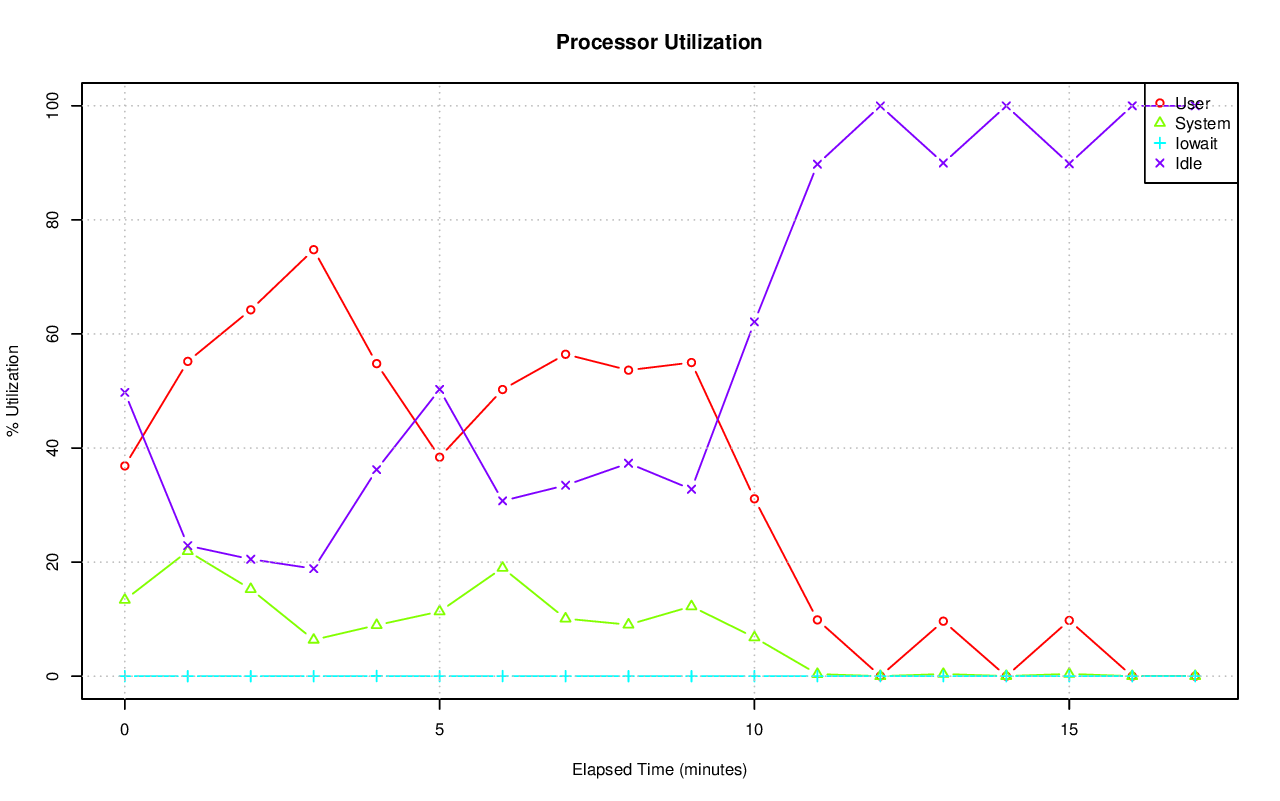 Processor Utilization
% Utilization
100
80
60
40
20
0
User
System
Iowait
Idle
0 5 10 15
Elapsed Time (minutes)